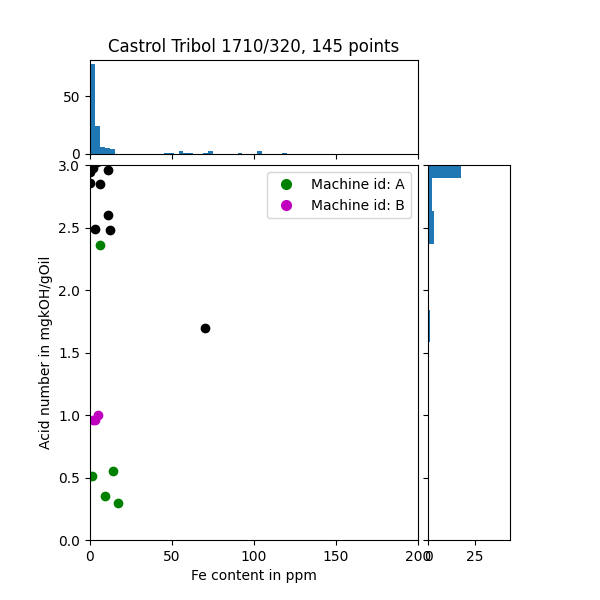 Castrol Tribol 1710/320, 145 points
50
0
3.0
2.5
2.0
1.5
1.0
0.5
0.0
Acid number in mgkOH/gOil
Machine id: A
Machine id: B
0 50 100 150 200
0 25
Fe content in ppm